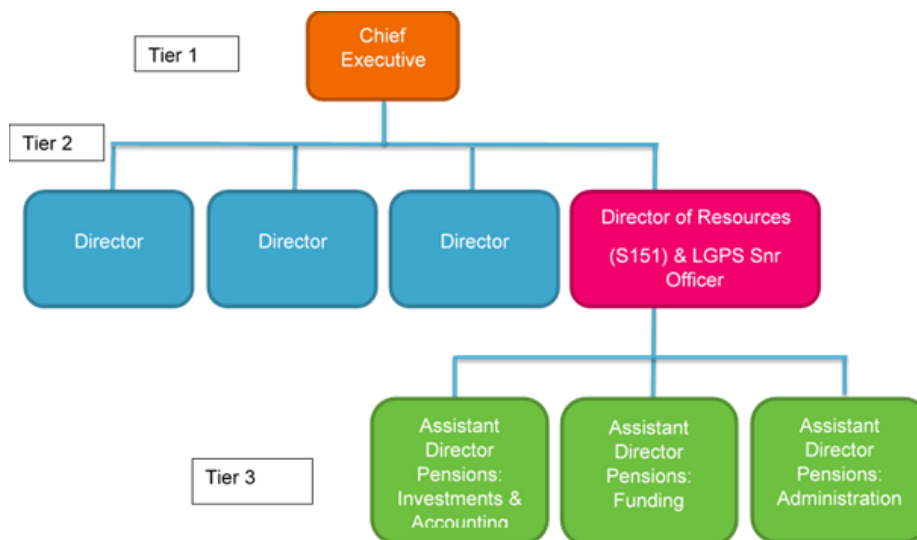 Tier 1
Chief
Executive
Tier 2
Director
Director
Director
Director of Resources
(S151) & LGPS Snr
Officer
Tier 3
Assistant
Director
Pensions:
Investments &
Accounting
Assistant
Director
Pensions:
Funding
Assistant
Director
Pensions:
Administration